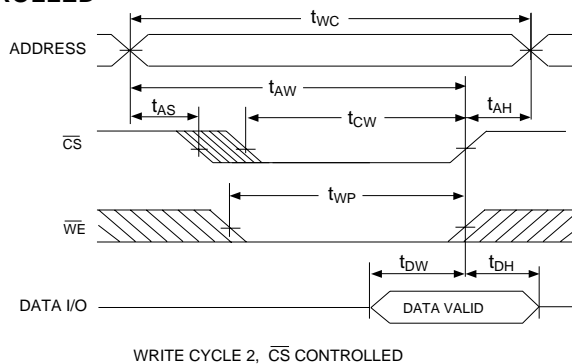 tWC
ADDRESS
tAW
tAS
tCW
tAH
CS
tWP
WE
tDW
tDH
DATA I/O
DATA VALID
WRITE CYCLE 2, CS CONTROLLED